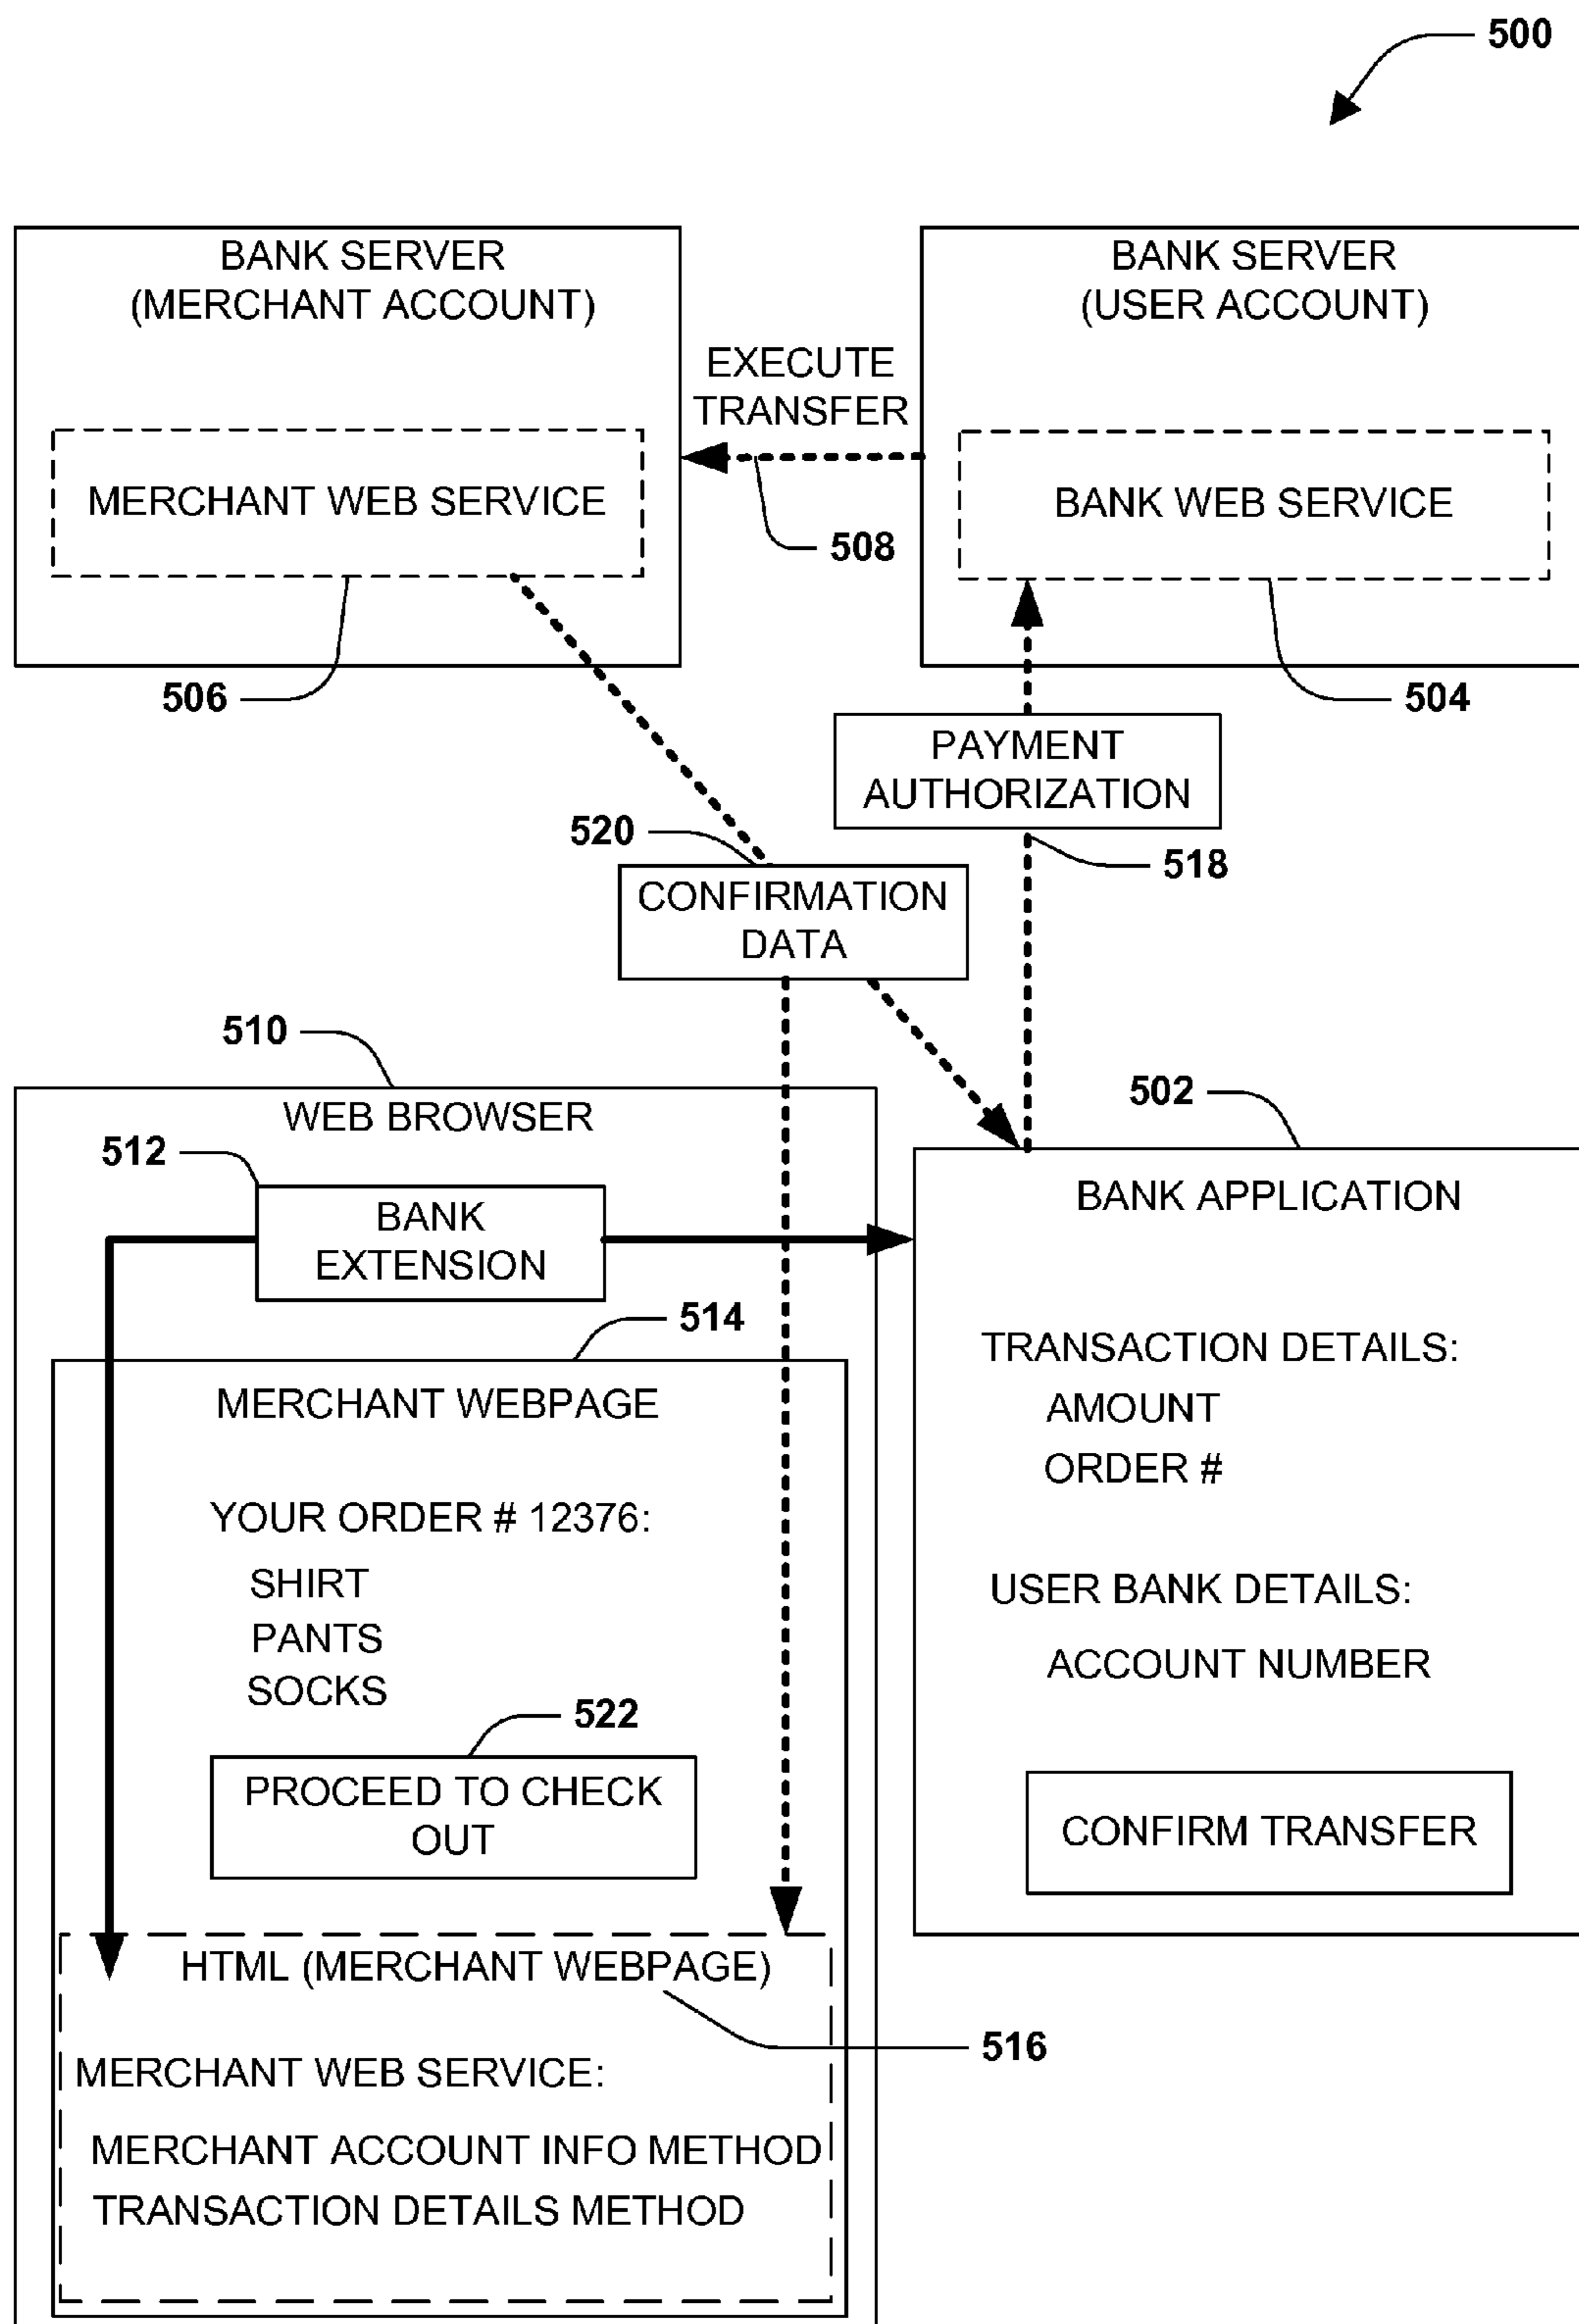 500
BANK SERVER
(MERCHANT ACCOUNT)
MERCHANT WEB SERVICE
506
EXECUTE
TRANSFER
508
BANK SERVER
(USER ACCOUNT)
BANK WEB SERVICE
504
PAYMENT
AUTHORIZATION
518
520
CONFIRMATION
DATA
510
WEB BROWSER
512
BANK
EXTENSION
514
MERCHANT WEBPAGE
YOUR ORDER # 12376:
SHIRT
PANTS
SOCKS
522
PROCEED TO CHECK
OUT
HTML (MERCHANT WEBPAGE)
516
MERCHANT WEB SERVICE:
MERCHANT ACCOUNT INFO METHOD
TRANSACTION DETAILS METHOD
502
BANK APPLICATION
TRANSACTION DETAILS:
AMOUNT
ORDER #
USER BANK DETAILS:
ACCOUNT NUMBER
CONFIRM TRANSFER